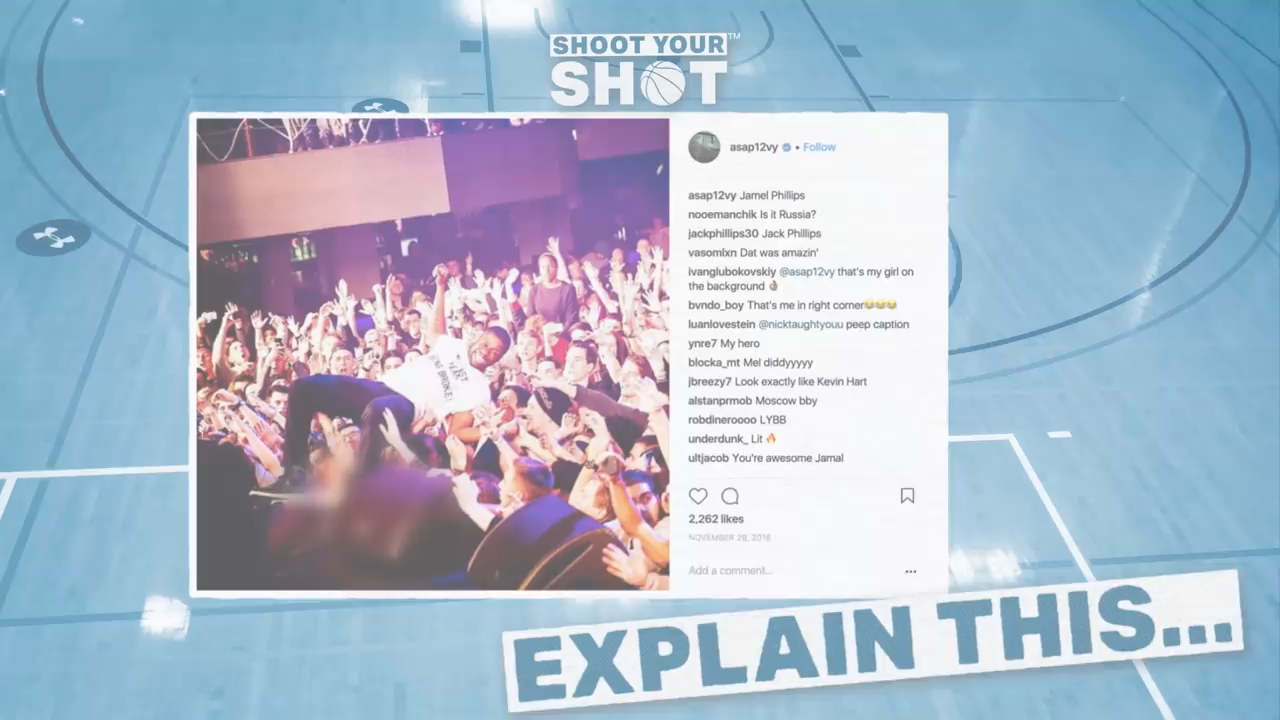 SHOOT YOUR™
SHOT
asap12vy • Follow
asap12vy Jamel Phillips
nooemanchik Is it Russia?
jackphillips30 Jack Phillips
vasomlxn Dat was amazin'
ivanglubokovskiy @asap12vy that's my girl on
the background 👌🏿
bvndo_boy That's me in right corner😂😂😂
luanlovestein @nicktaughtyouu peep caption
ynre7 My hero
blocka_mt Mel diddyyyyy
jbreezy7 Look exactly like Kevin Hart
alstanprmob Moscow bby
robdineroooo LYBB
underdunk_ Lit 🔥
ultjacob You're awesome Jamal
2,262 likes
NOVEMBER 29, 2016
Add a comment...
EXPLAIN THIS...